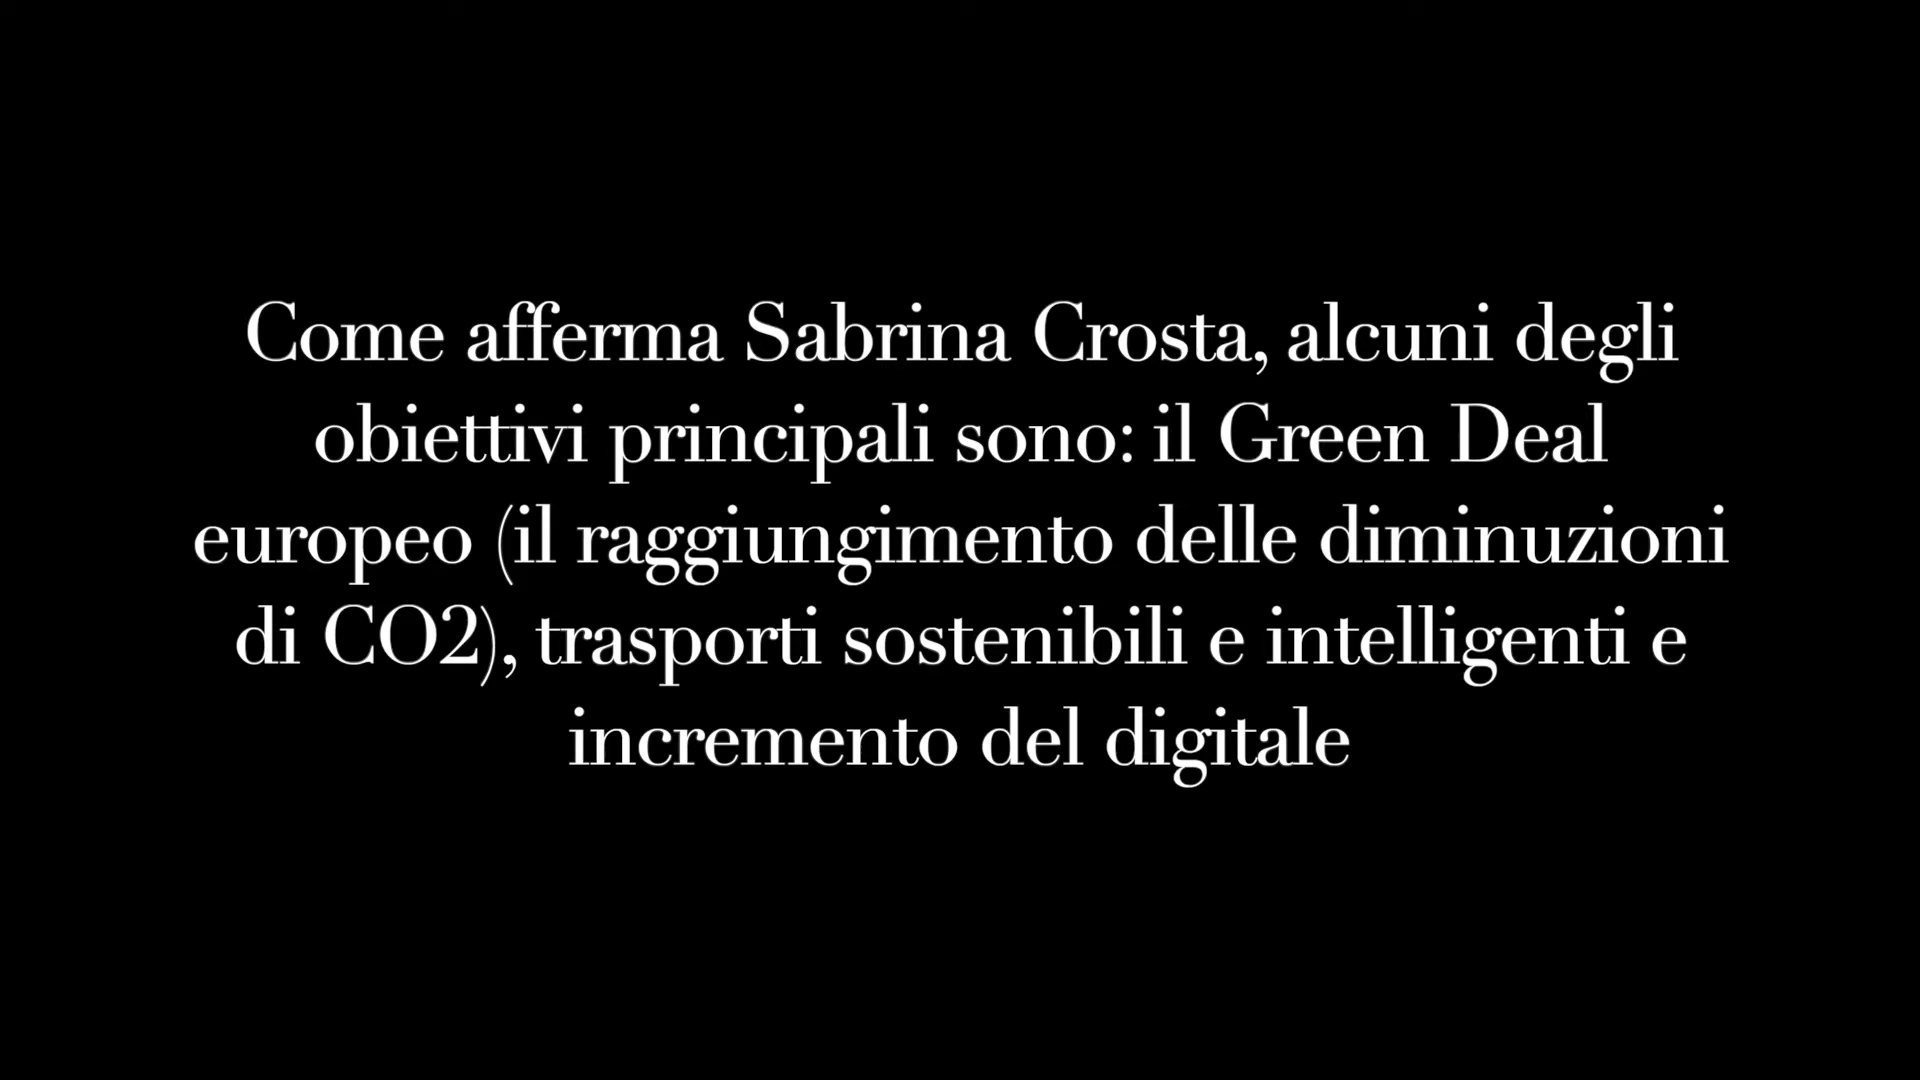 Come afferma Sabrina Crosta, alcuni degli
obiettivi principali sono: il Green Deal
europeo (il raggiungimento delle diminuzioni
di CO2), trasporti sostenibili e intelligenti e
incremento del digitale